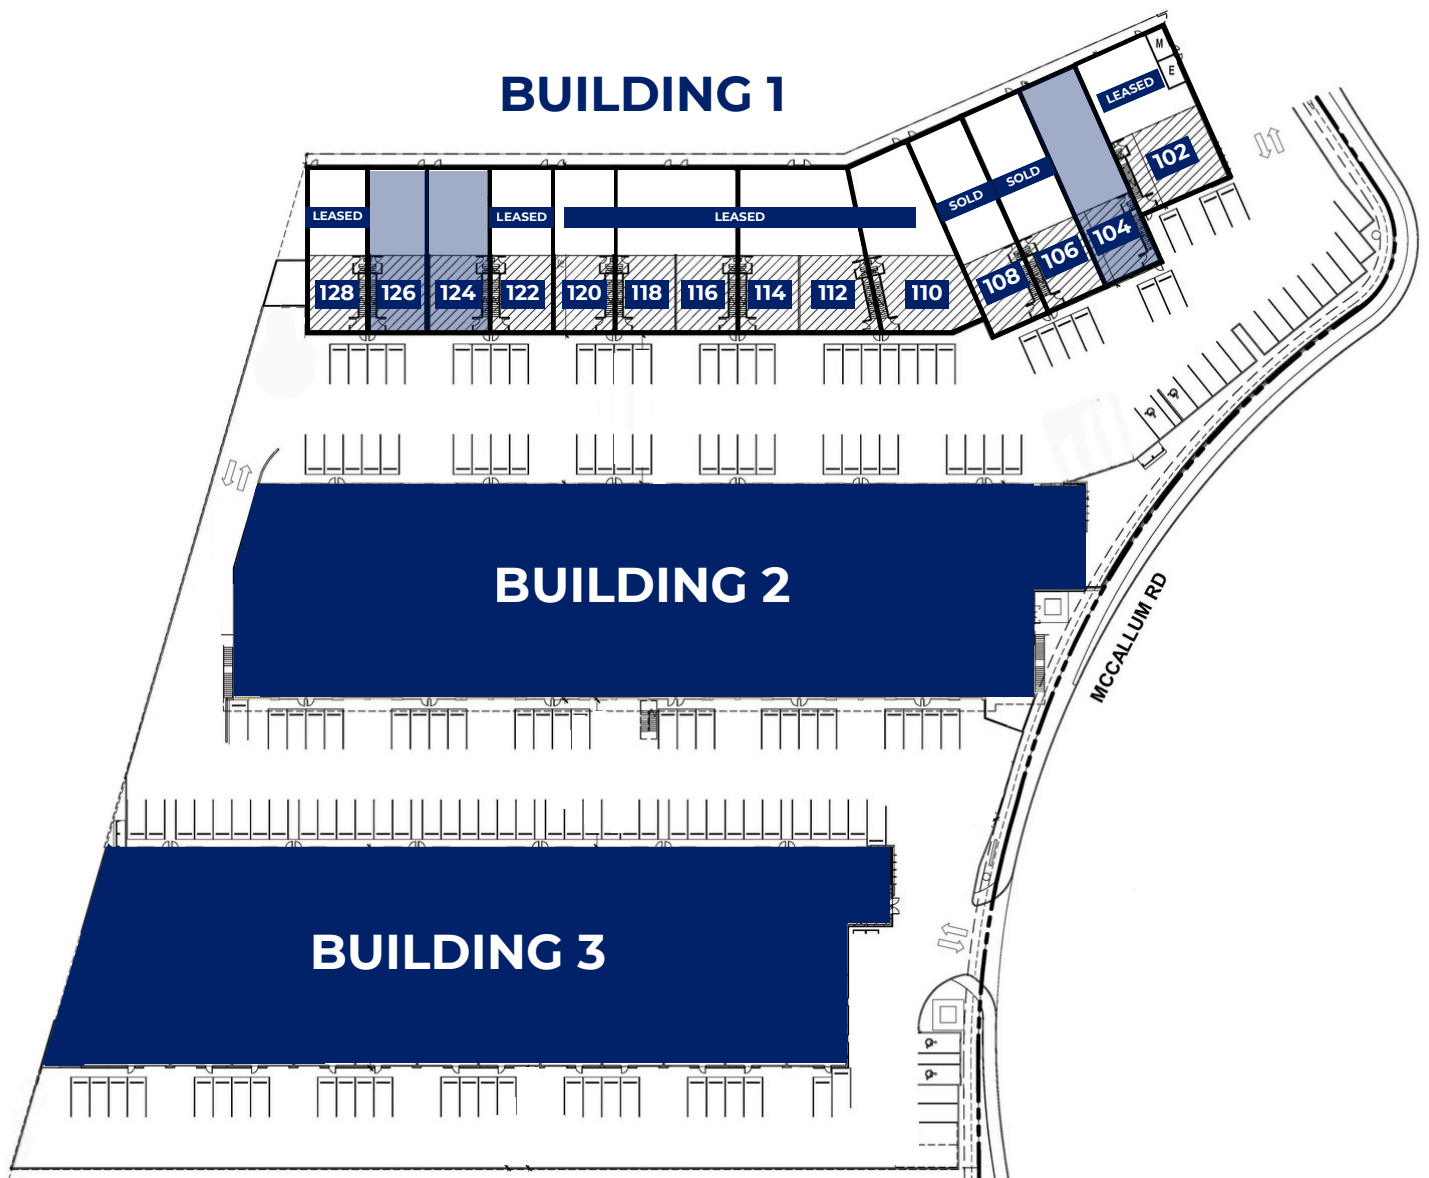 BUILDING 1
M
E
LEASED
102
SOLD
SOLD
104
106
108
LEASED
LEASED
LEASED
128
126
124
122
120
118
116
114
112
110
BUILDING 2
MCCALLUM RD
BUILDING 3